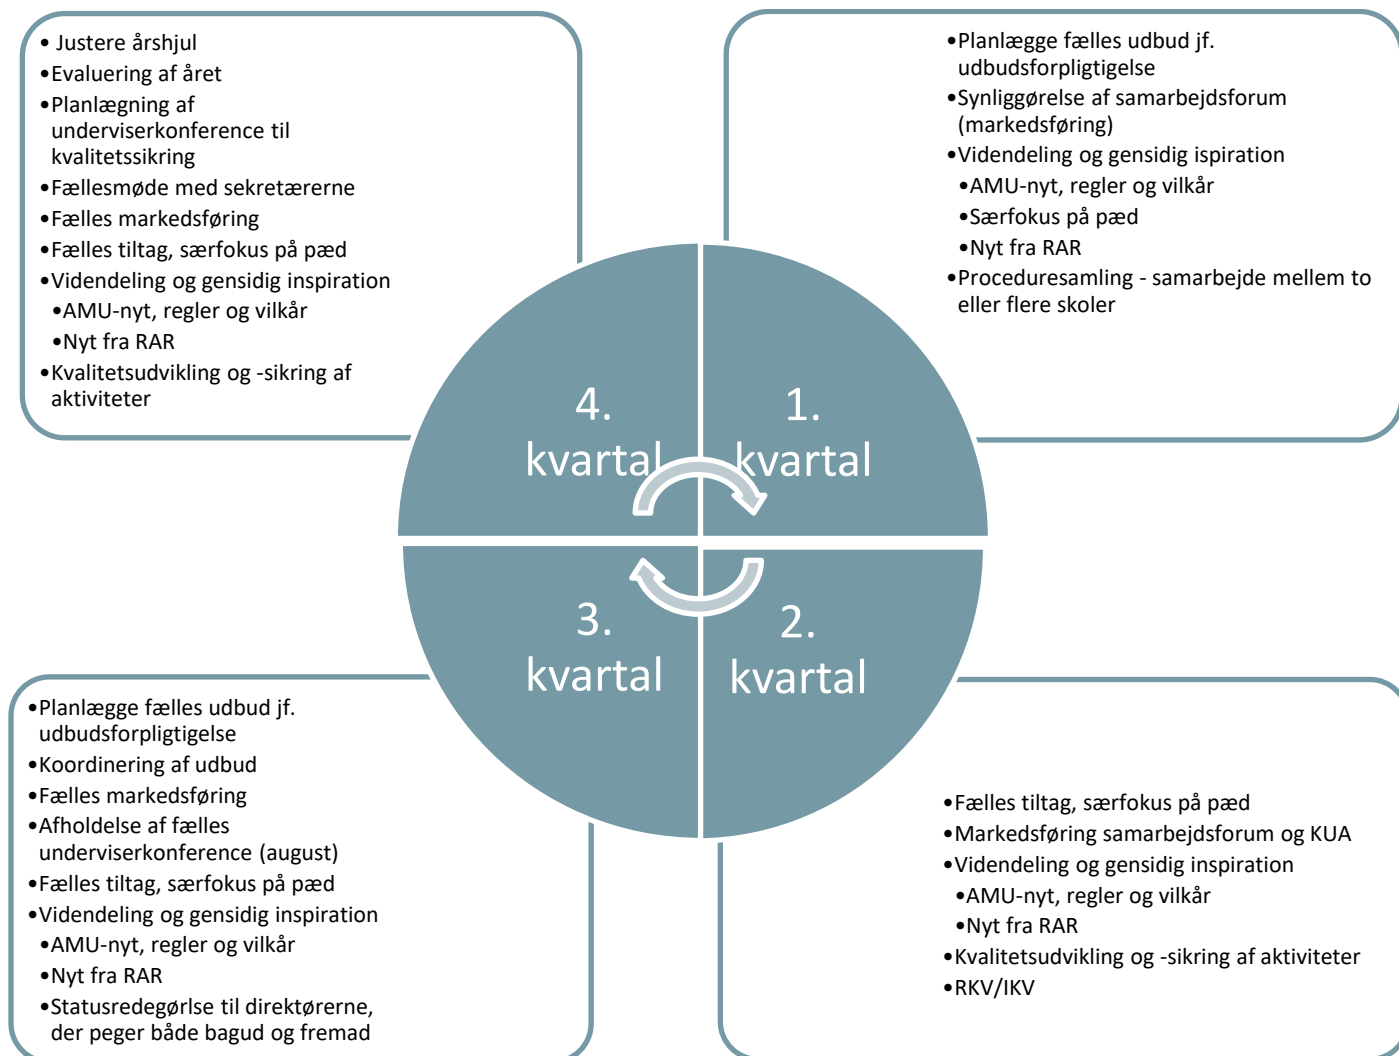 • Justere årshjul
•Evaluering af året
•Planlægning af
underviserkonference til
kvalitetssikring
•Fællesmøde med sekretærerne
•Fælles markedsføring
•Fælles tiltag, særfokus på pæd
•Videndeling og gensidig inspiration
•AMU-nyt, regler og vilkår
•Nyt fra RAR
•Kvalitetsudvikling og -sikring af
aktiviteter
•Planlægge fælles udbud jf.
udbudsforpligtigelse
•Synliggørelse af samarbejdsforum
(markedsføring)
•Videndeling og gensidig ispiration
•AMU-nyt, regler og vilkår
•Særfokus på pæd
•Nyt fra RAR
•Proceduresamling - samarbejde mellem to
eller flere skoler
4.
kvartal
1.
kvartal
3.
kvartal
2.
kvartal
•Planlægge fælles udbud jf.
udbudsforpligtigelse
•Koordinering af udbud
•Fælles markedsføring
•Afholdelse af fælles
underviserkonference (august)
•Fælles tiltag, særfokus på pæd
•Videndeling og gensidig inspiration
•AMU-nyt, regler og vilkår
•Nyt fra RAR
•Statusredegørlse til direktørerne,
der peger både bagud og fremad
•Fælles tiltag, særfokus på pæd
•Markedsføring samarbejdsforum og KUA
•Videndeling og gensidig inspiration
•AMU-nyt, regler og vilkår
•Nyt fra RAR
•Kvalitetsudvikling og -sikring af aktiviteter
•RKV/IKV